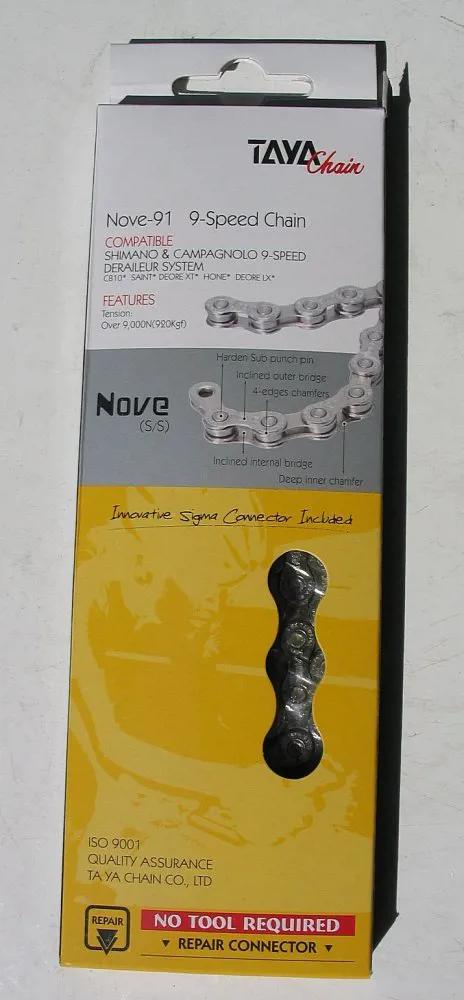 TAYA Chain
Nove-91 9-Speed Chain
COMPATIBLE
SHIMANO & CAMPAGNOLO 9-SPEED
DERAILEUR SYSTEM
C810* SAINT* DEORE XT* HONE* DEORE LX*
FEATURES
Tension:
Over 9,000N(920Kgf)
Harden Sub punch pin
Inclined outer bridge
4-edges chamfers
Nove
(S/S)
Inclined internal bridge
Deep inner chamfer
Innovative Sigma Connector Included
ISO 9001
QUALITY ASSURANCE
TA YA CHAIN CO., LTD
REPAIR
NO TOOL REQUIRED
▼ REPAIR CONNECTOR ▼